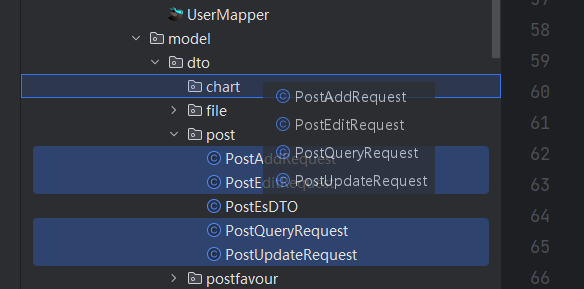 UserMapper
model
dto
chart
file
post
PostAddRequest
PostEditRequest
PostEsDTO
PostQueryRequest
PostUpdateRequest
postfavour
PostAddRequest
PostEditRequest
PostQueryRequest
PostUpdateRequest
57
58
59
60
61
62
63
64
65
66